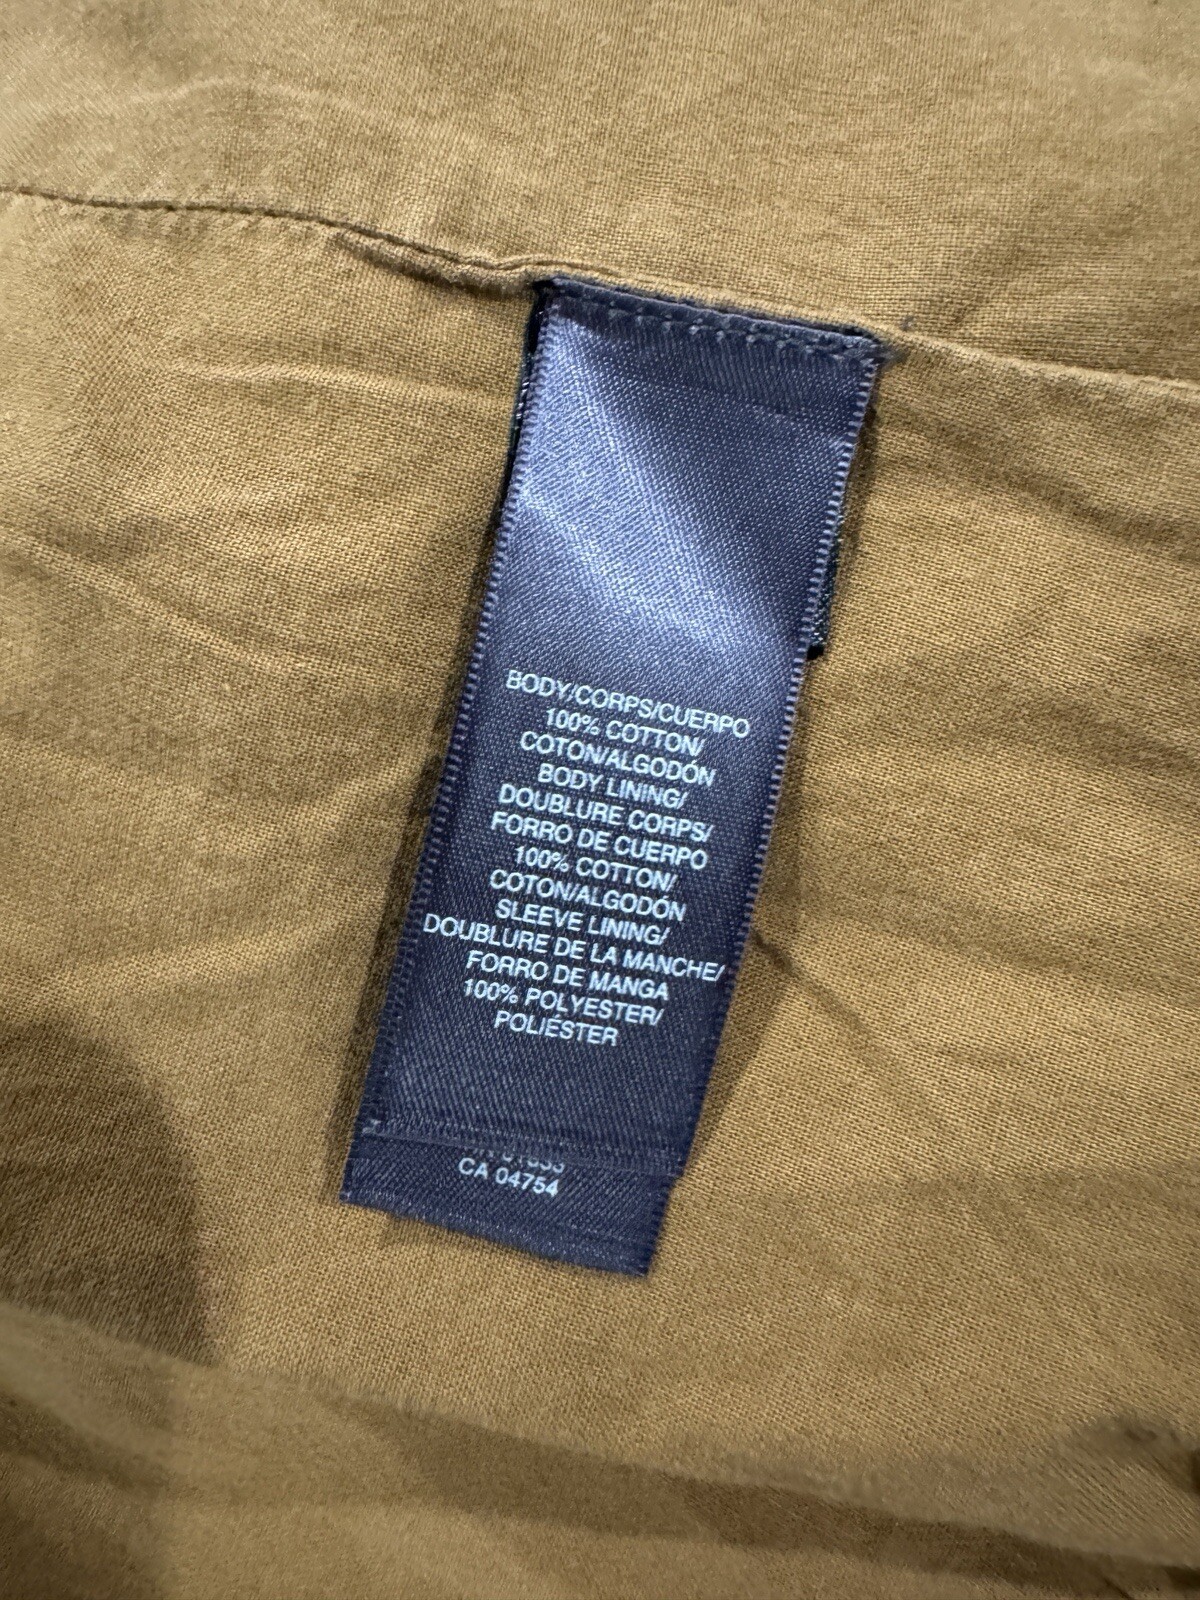 BODY/CORPS/CUERPO
100% COTTON/
COTON/ALGODÓN
BODY LINING/
DOUBLURE CORPS/
FORRO DE CUERPO
100% COTTON/
COTON/ALGODÓN
SLEEVE LINING/
DOUBLURE DE LA MANCHE/
FORRO DE MANGA
100% POLYESTER/
POLIÉSTER
CA 04754